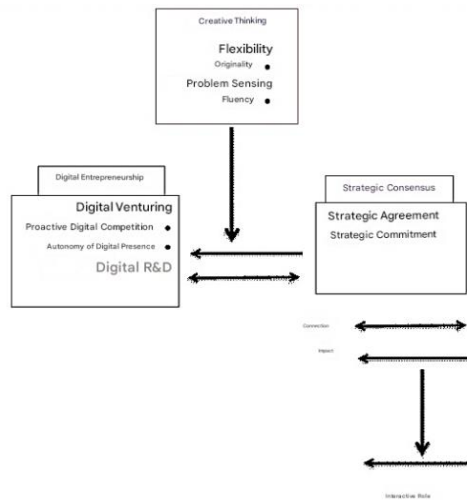 Creative Thinking
Flexibility
Originality
Problem Sensing
Fluency
Digital Entrepreneurship
Digital Venturing
Proactive Digital Competition
Autonomy of Digital Presence
Digital R&D
Strategic Consensus
Strategic Agreement
Strategic Commitment
Connection
Impact
Interactive Role